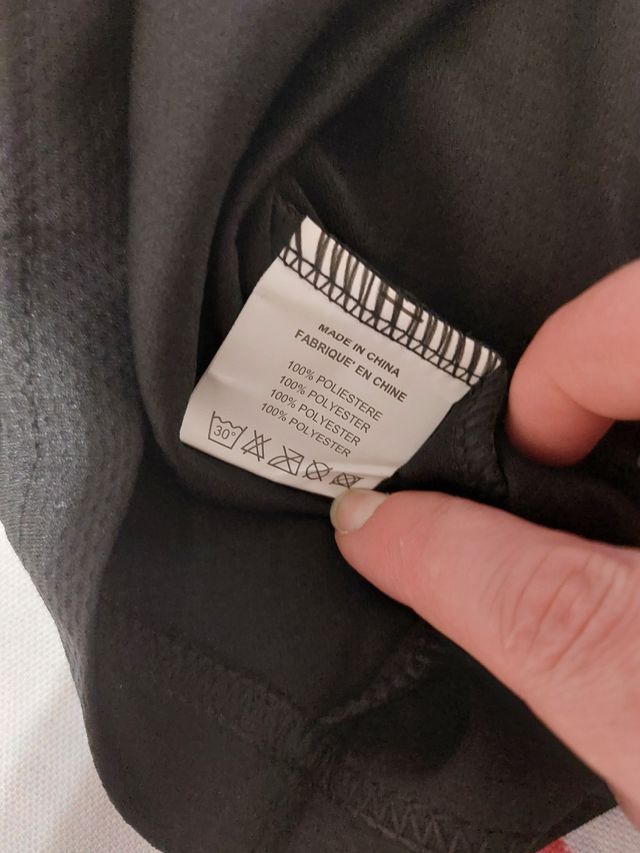 MADE IN CHINA
FABRIQUE' EN CHINE
100% POLIESTERE
100% POLYESTER
100% POLYESTER
100% POLYESTER
30°